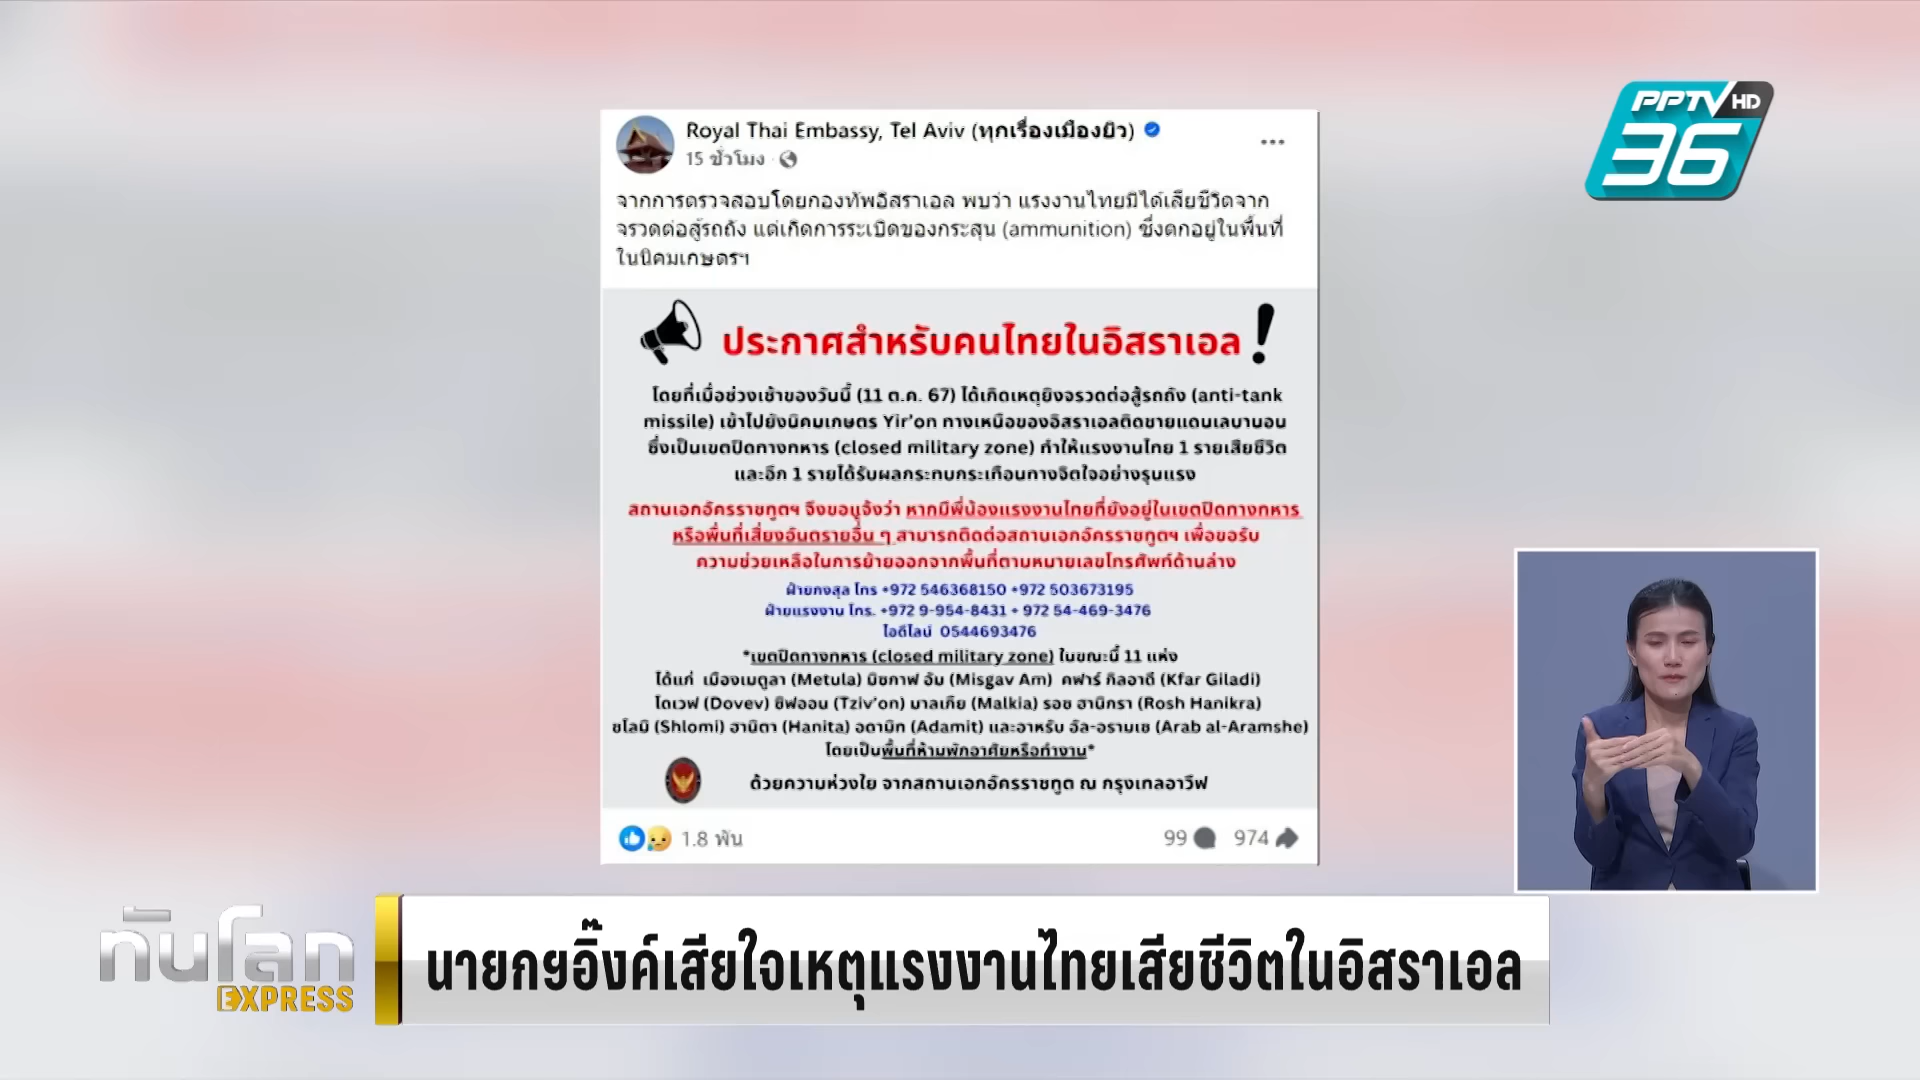 PPTV HD
36
Royal Thai Embassy, Tel Aviv (ทุกเรื่องเมืองยิว)
15 ชั่วโมง
จากการตรวจสอบโดยกองทัพอิสราเอล พบว่า แรงงานไทยมิได้เสียชีวิตจาก
จรวดต่อสู้รถถัง แต่เกิดการระเบิดของกระสุน (ammunition) ซึ่งตกอยู่ในพื้นที่
ในนิคมเกษตรฯ
ประกาศสำหรับคนไทยในอิสราเอล!
โดยที่เมื่อช่วงเช้าของวันนี้ (11 ต.ค. 67) ได้เกิดเหตุยิงจรวดต่อสู้รถถัง (anti-tank
missile) เข้าไปยังนิคมเกษตร Yir'on ทางเหนือของอิสราเอลติดชายแดนเลบานอน
ซึ่งเป็นเขตปิดทางทหาร (closed military zone) ทำให้แรงงานไทย 1 รายเสียชีวิต
และอีก 1 รายได้รับผลกระทบกระเทือนทางจิตใจอย่างรุนแรง
สถานเอกอัครราชทูตฯ จึงขอแจ้งว่า หากมีพี่น้องแรงงานไทยที่ยังอยู่ในเขตปิดทางทหาร
หรือพื้นที่เสี่ยงอันตรายอื่น ๆ สามารถติดต่อสถานเอกอัครราชทูตฯ เพื่อขอรับ
ความช่วยเหลือในการย้ายออกจากพื้นที่ตามหมายเลขโทรศัพท์ด้านล่าง
ฝ่ายกงสุล โทร +972 546368150 +972 503673195
ฝ่ายแรงงาน โทร. +972 9-954-8431 + 972 54-469-3476
ไอดีไลน์ 0544693476
*เขตปิดทางทหาร (closed military zone) ในขณะนี้ 11 แห่ง
ได้แก่ เมืองเมตูลา (Metula) มิซกาฟ อัม (Misgav Am) คฟาร์ กิลอาดี (Kfar Giladi)
โดเวฟ (Dovev) ซิฟออน (Tziv'on) มาลเกีย (Malkia) รอช ฮานิกรา (Rosh Hanikra)
ชโลมิ (Shlomi) ฮานิตา (Hanita) อดามิท (Adamit) และอาหรับ อัล-อรามเช (Arab al-Aramshe)
โดยเป็นพื้นที่ห้ามพักอาศัยหรือทำงาน*
ด้วยความห่วงใย จากสถานเอกอัครราชทูต ณ กรุงเทลอาวีฟ
1.8 พัน 99 974
ทันโลก
EXPRESS
นายกฯอิ๊งค์เสียใจเหตุแรงงานไทยเสียชีวิตในอิสราเอล